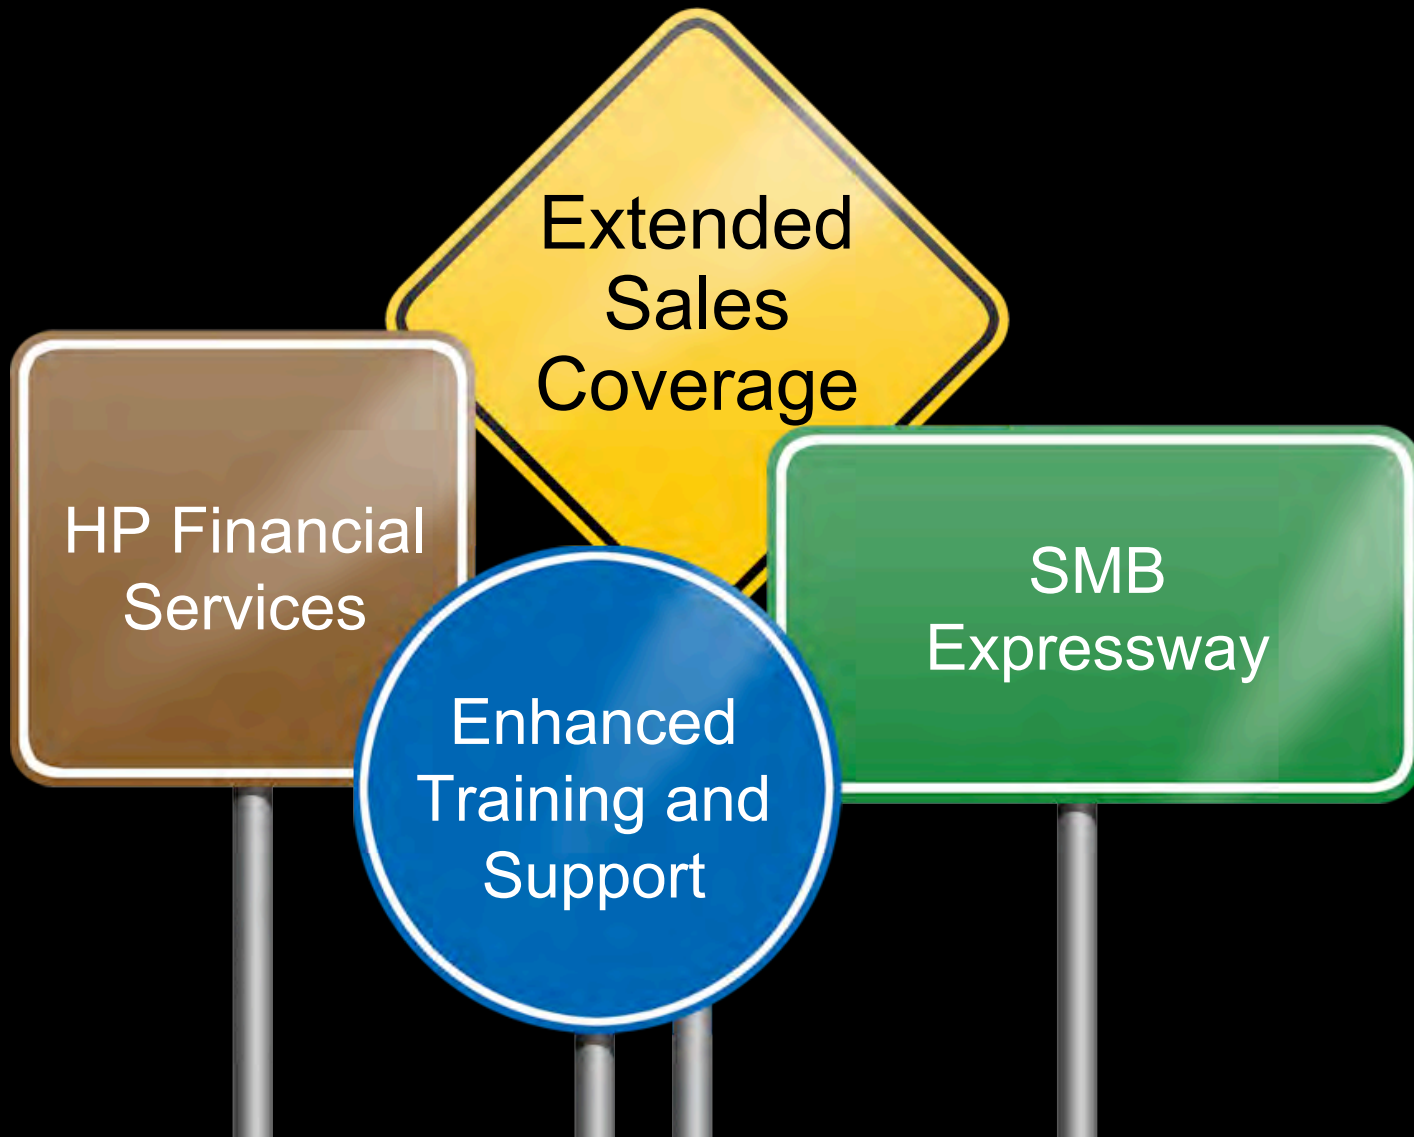 Extended
Sales
Coverage
HP Financial
Services
SMB
Expressway
Enhanced
Training and
Support